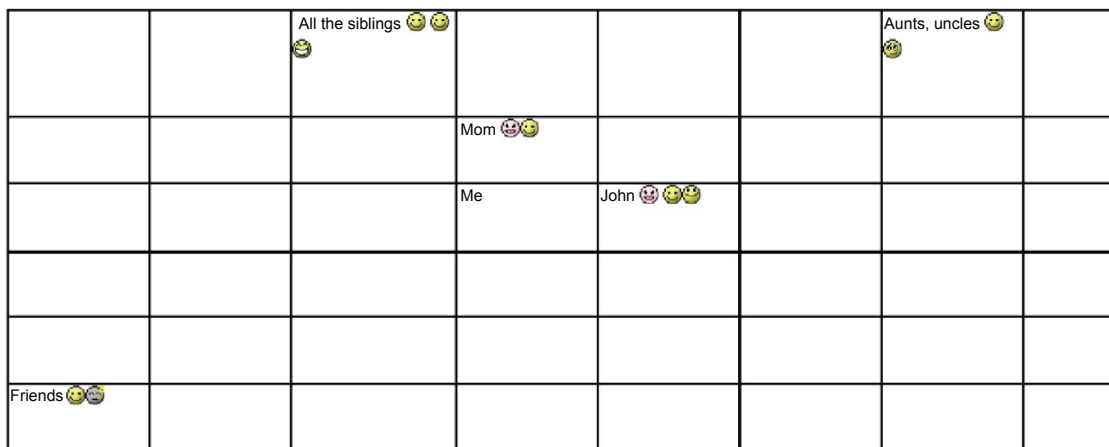 All the siblings
Aunts, uncles
Mom
Me
John
Friends